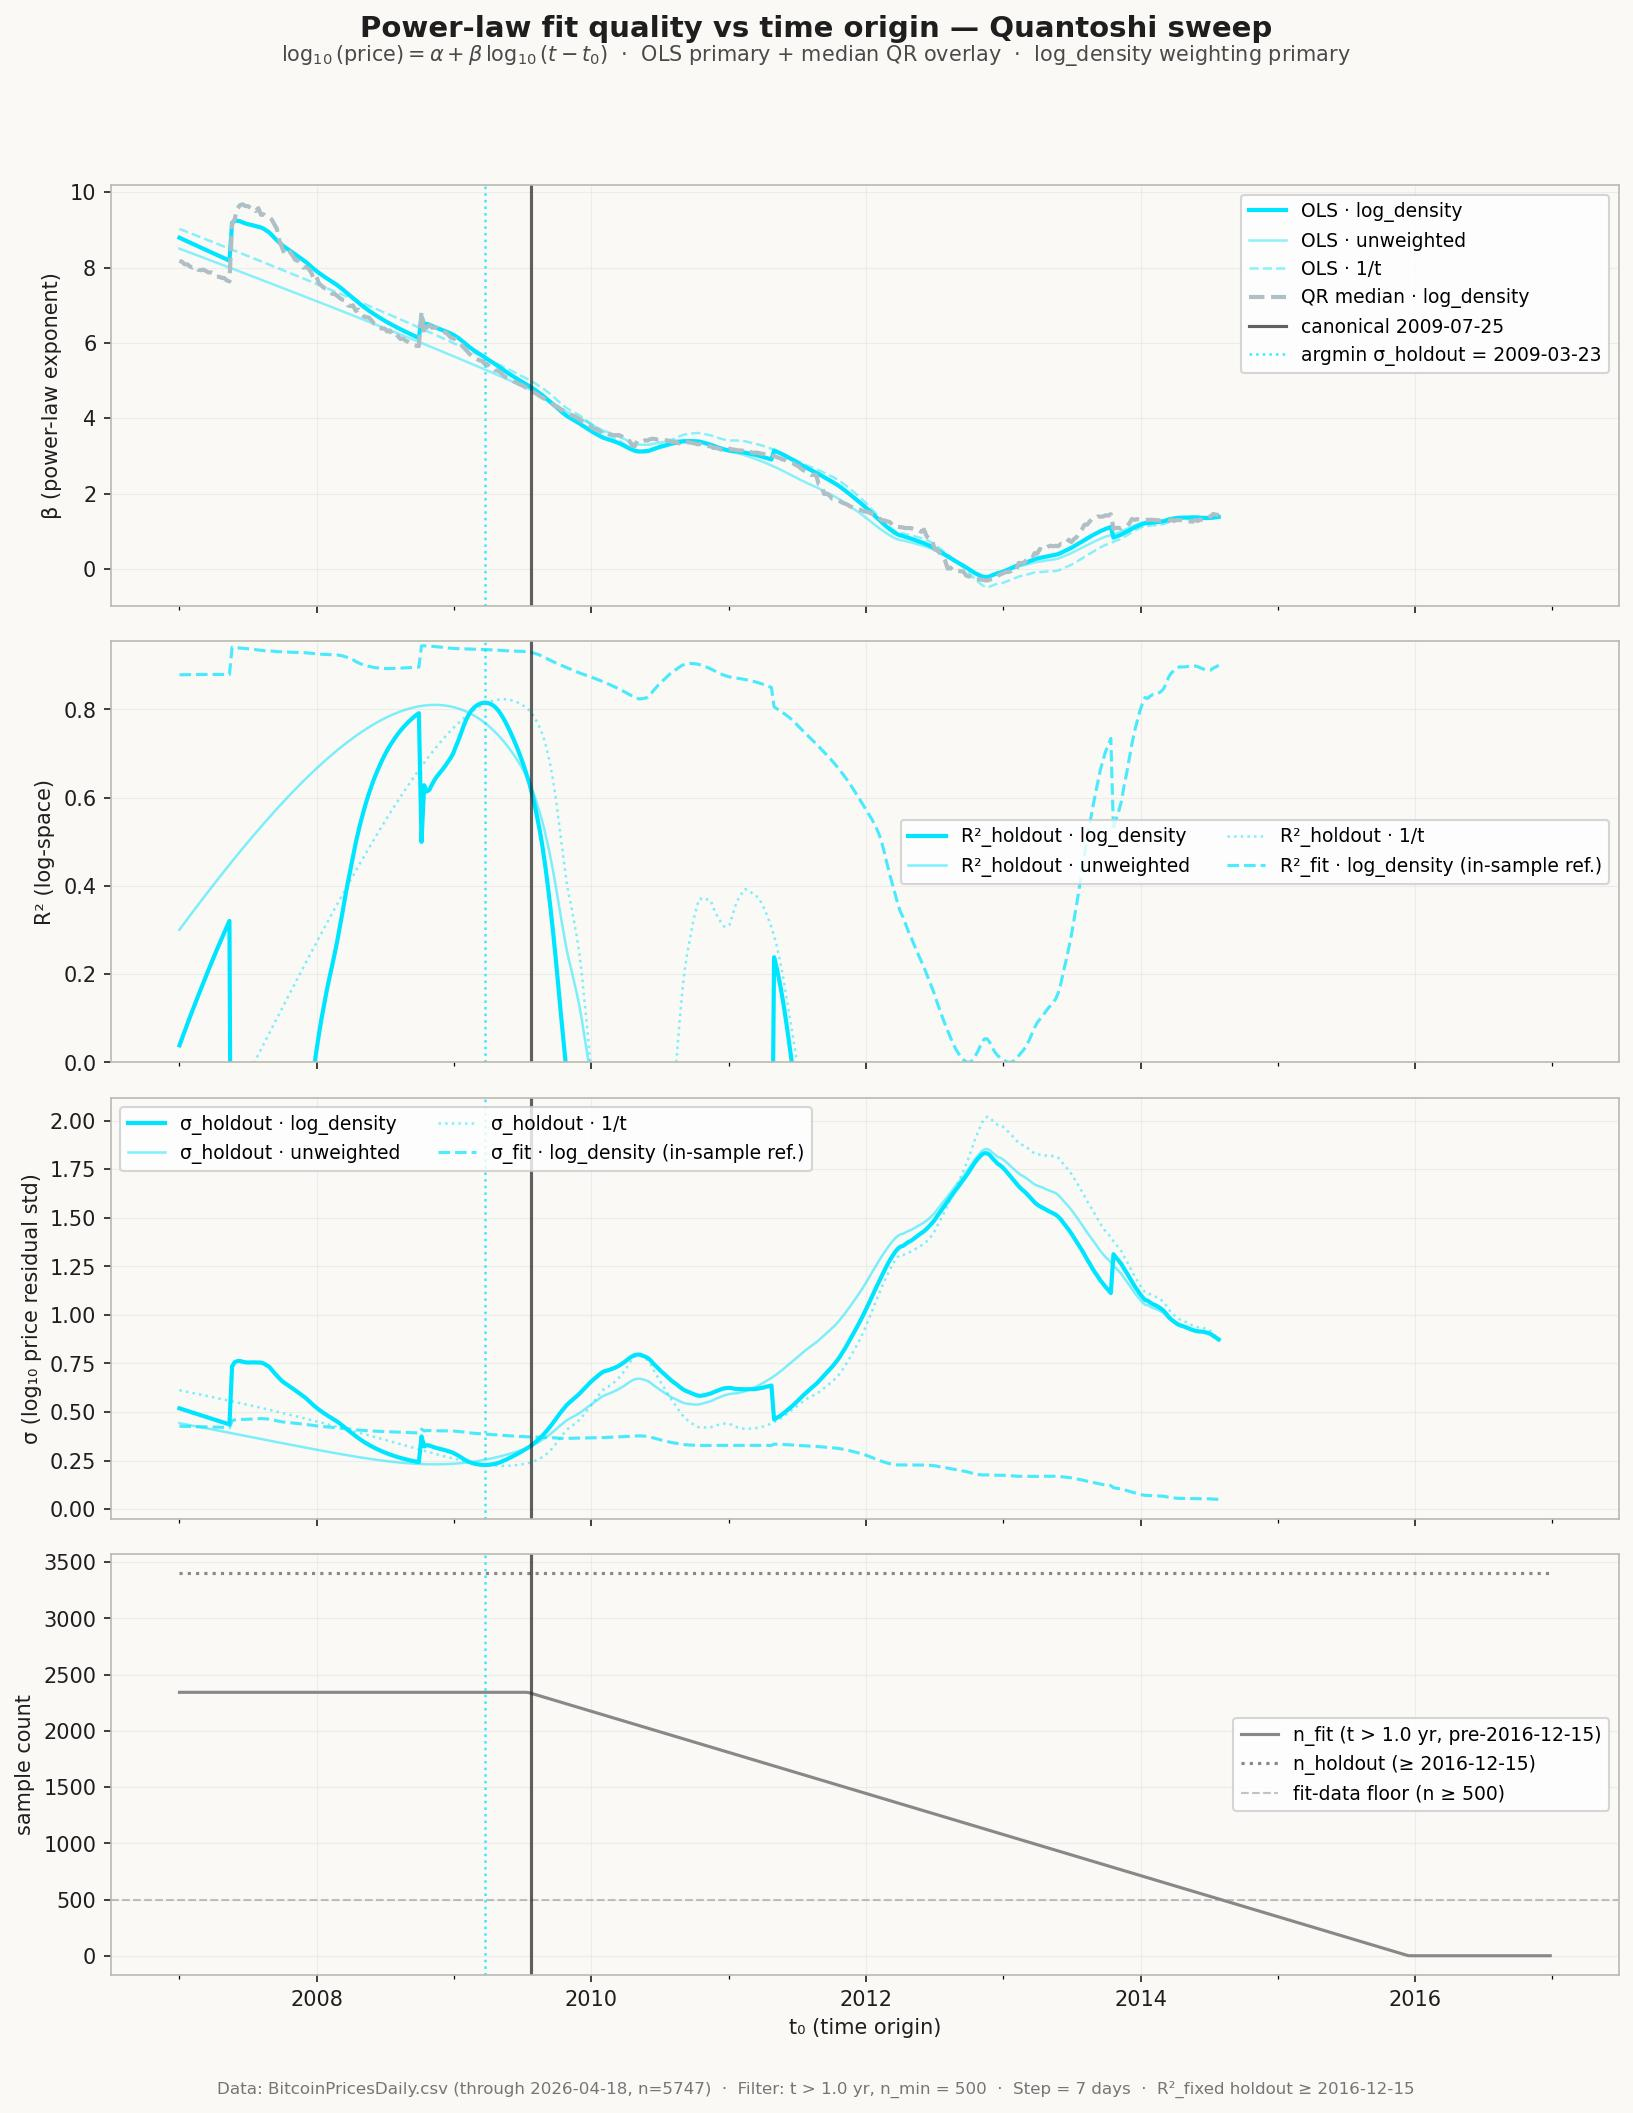 Power-law fit quality vs time origin — Quantoshi sweep
log₁₀ (price) = α + β log₁₀ (t − t₀) · OLS primary + median QR overlay · log_density weighting primary
β (power-law exponent)
10
8
6
4
2
0
OLS · log_density
OLS · unweighted
OLS · 1/t
QR median · log_density
canonical 2009-07-25
argmin σ_holdout = 2009-03-23
R² (log-space)
0.8
0.6
0.4
0.2
0.0
R²_holdout · log_density
R²_holdout · unweighted
R²_holdout · 1/t
R²_fit · log_density (in-sample ref.)
σ (log₁₀ price residual std)
2.00
1.75
1.50
1.25
1.00
0.75
0.50
0.25
0.00
σ_holdout · log_density
σ_holdout · unweighted
σ_holdout · 1/t
σ_fit · log_density (in-sample ref.)
sample count
3500
3000
2500
2000
1500
1000
500
0
n_fit (t > 1.0 yr, pre-2016-12-15)
n_holdout (≥ 2016-12-15)
fit-data floor (n ≥ 500)
2008
2010
2012
2014
2016
t₀ (time origin)
Data: BitcoinPricesDaily.csv (through 2026-04-18, n=5747) · Filter: t > 1.0 yr, n_min = 500 · Step = 7 days · R²_fixed holdout ≥ 2016-12-15